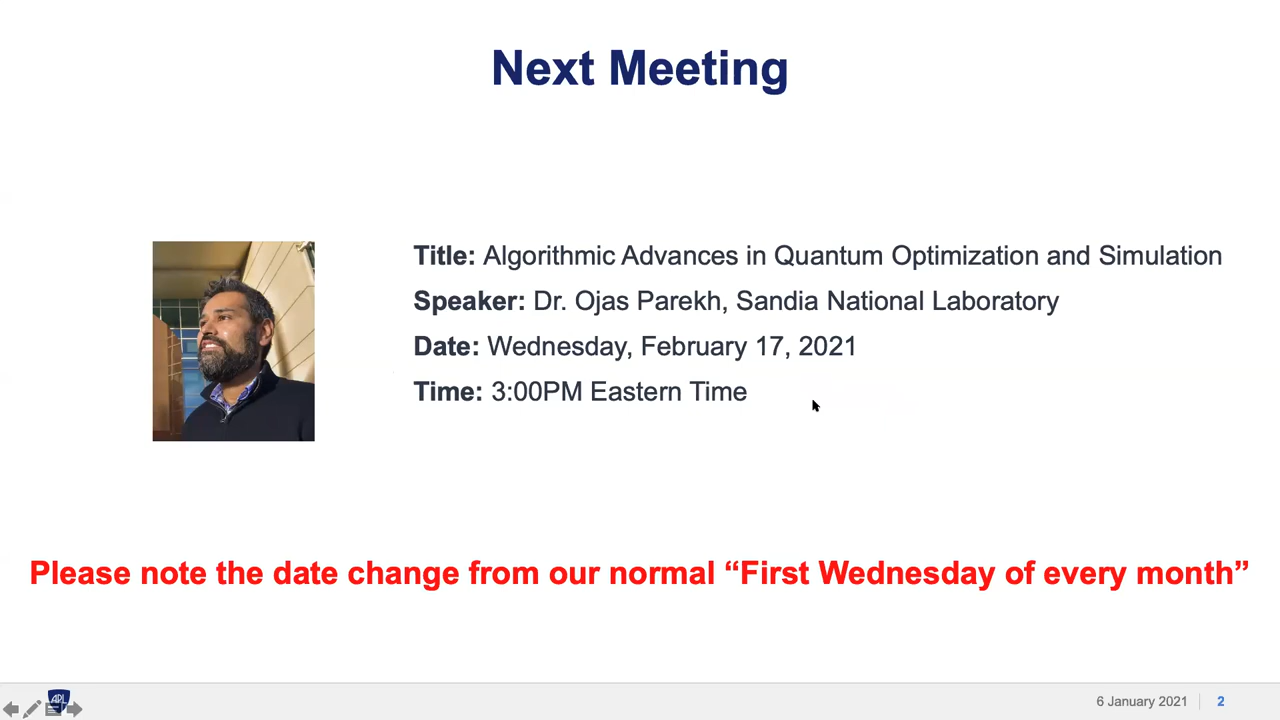 Next Meeting
Title: Algorithmic Advances in Quantum Optimization and Simulation
Speaker: Dr. Ojas Parekh, Sandia National Laboratory
Date: Wednesday, February 17, 2021
Time: 3:00PM Eastern Time
Please note the date change from our normal “First Wednesday of every month”
APL
6 January 2021
2